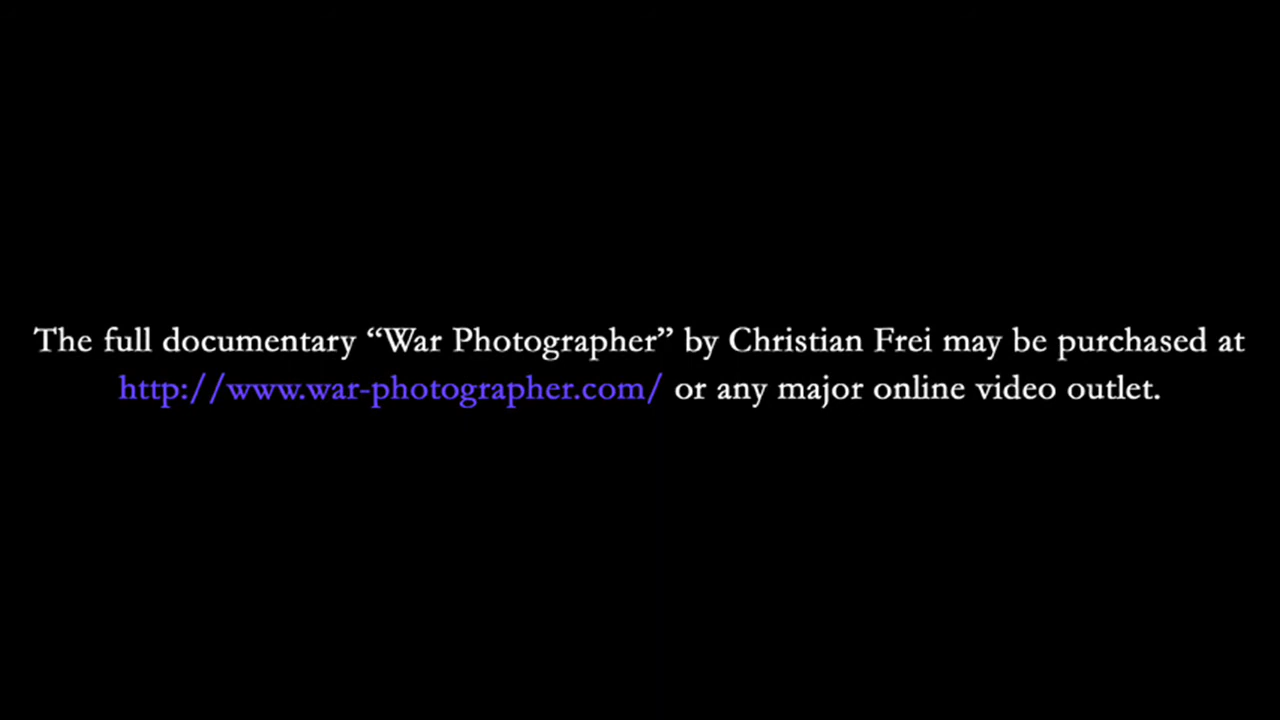 The full documentary “War Photographer” by Christian Frei may be purchased at
http://www.war-photographer.com/ or any major online video outlet.